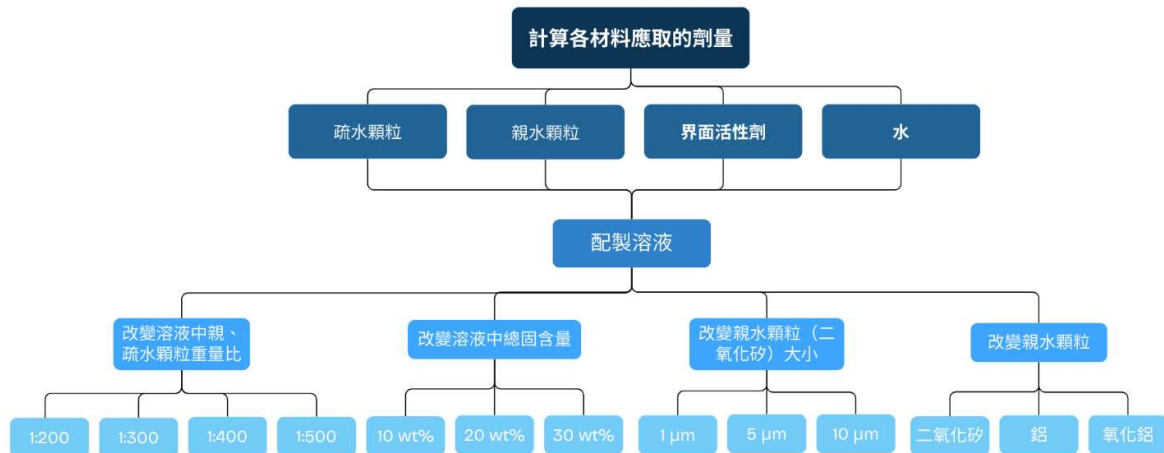 計算各材料應取的劑量
疏水顆粒
親水顆粒
界面活性劑
水
配製溶液
改變溶液中親、
疏水顆粒重量比
改變溶液中總固含量
改變親水顆粒（二
氧化矽）大小
改變親水顆粒
1:200
1:300
1:400
1:500
10 wt%
20 wt%
30 wt%
1 μm
5 μm
10 μm
二氧化矽
鋁
氧化鋁